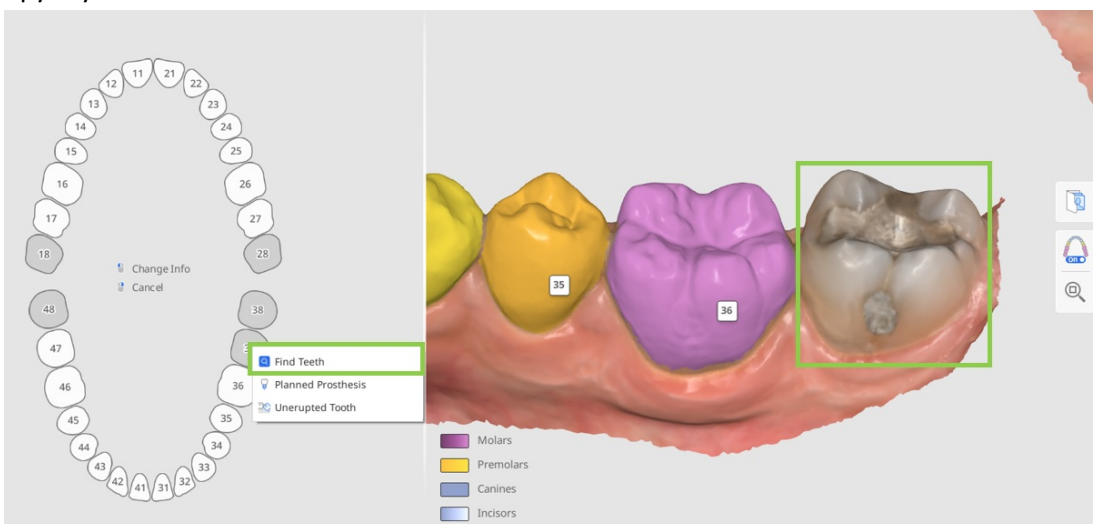 11 21
12 22
13 23
14 24
15 25
16 26
17 27
18 28
Change Info
Cancel
48 38
47
46 36
45 35
44 34
43 33
42 41 31 32
Find Teeth
Planned Prosthesis
Unerupted Tooth
35
36
Molars
Premolars
Canines
Incisors
On